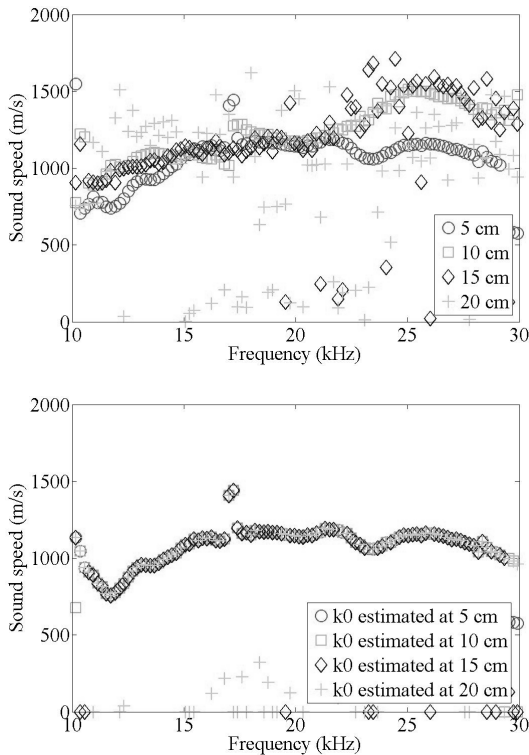 2000
1500
1000
500
0
Sound speed (m/s)
10
15
20
25
30
Frequency (kHz)
5 cm
10 cm
15 cm
20 cm
2000
1500
1000
500
0
Sound speed (m/s)
10
15
20
25
30
Frequency (kHz)
k0 estimated at 5 cm
k0 estimated at 10 cm
k0 estimated at 15 cm
k0 estimated at 20 cm